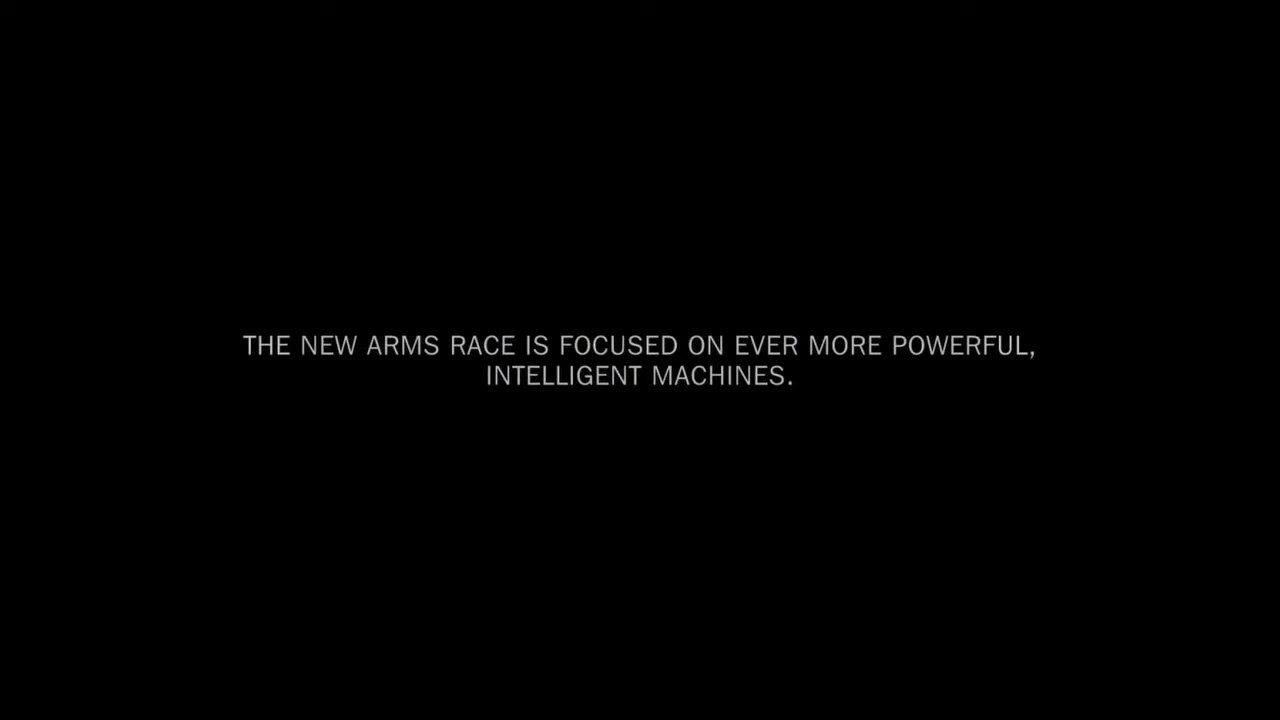 THE NEW ARMS RACE IS FOCUSED ON EVER MORE POWERFUL,
INTELLIGENT MACHINES.